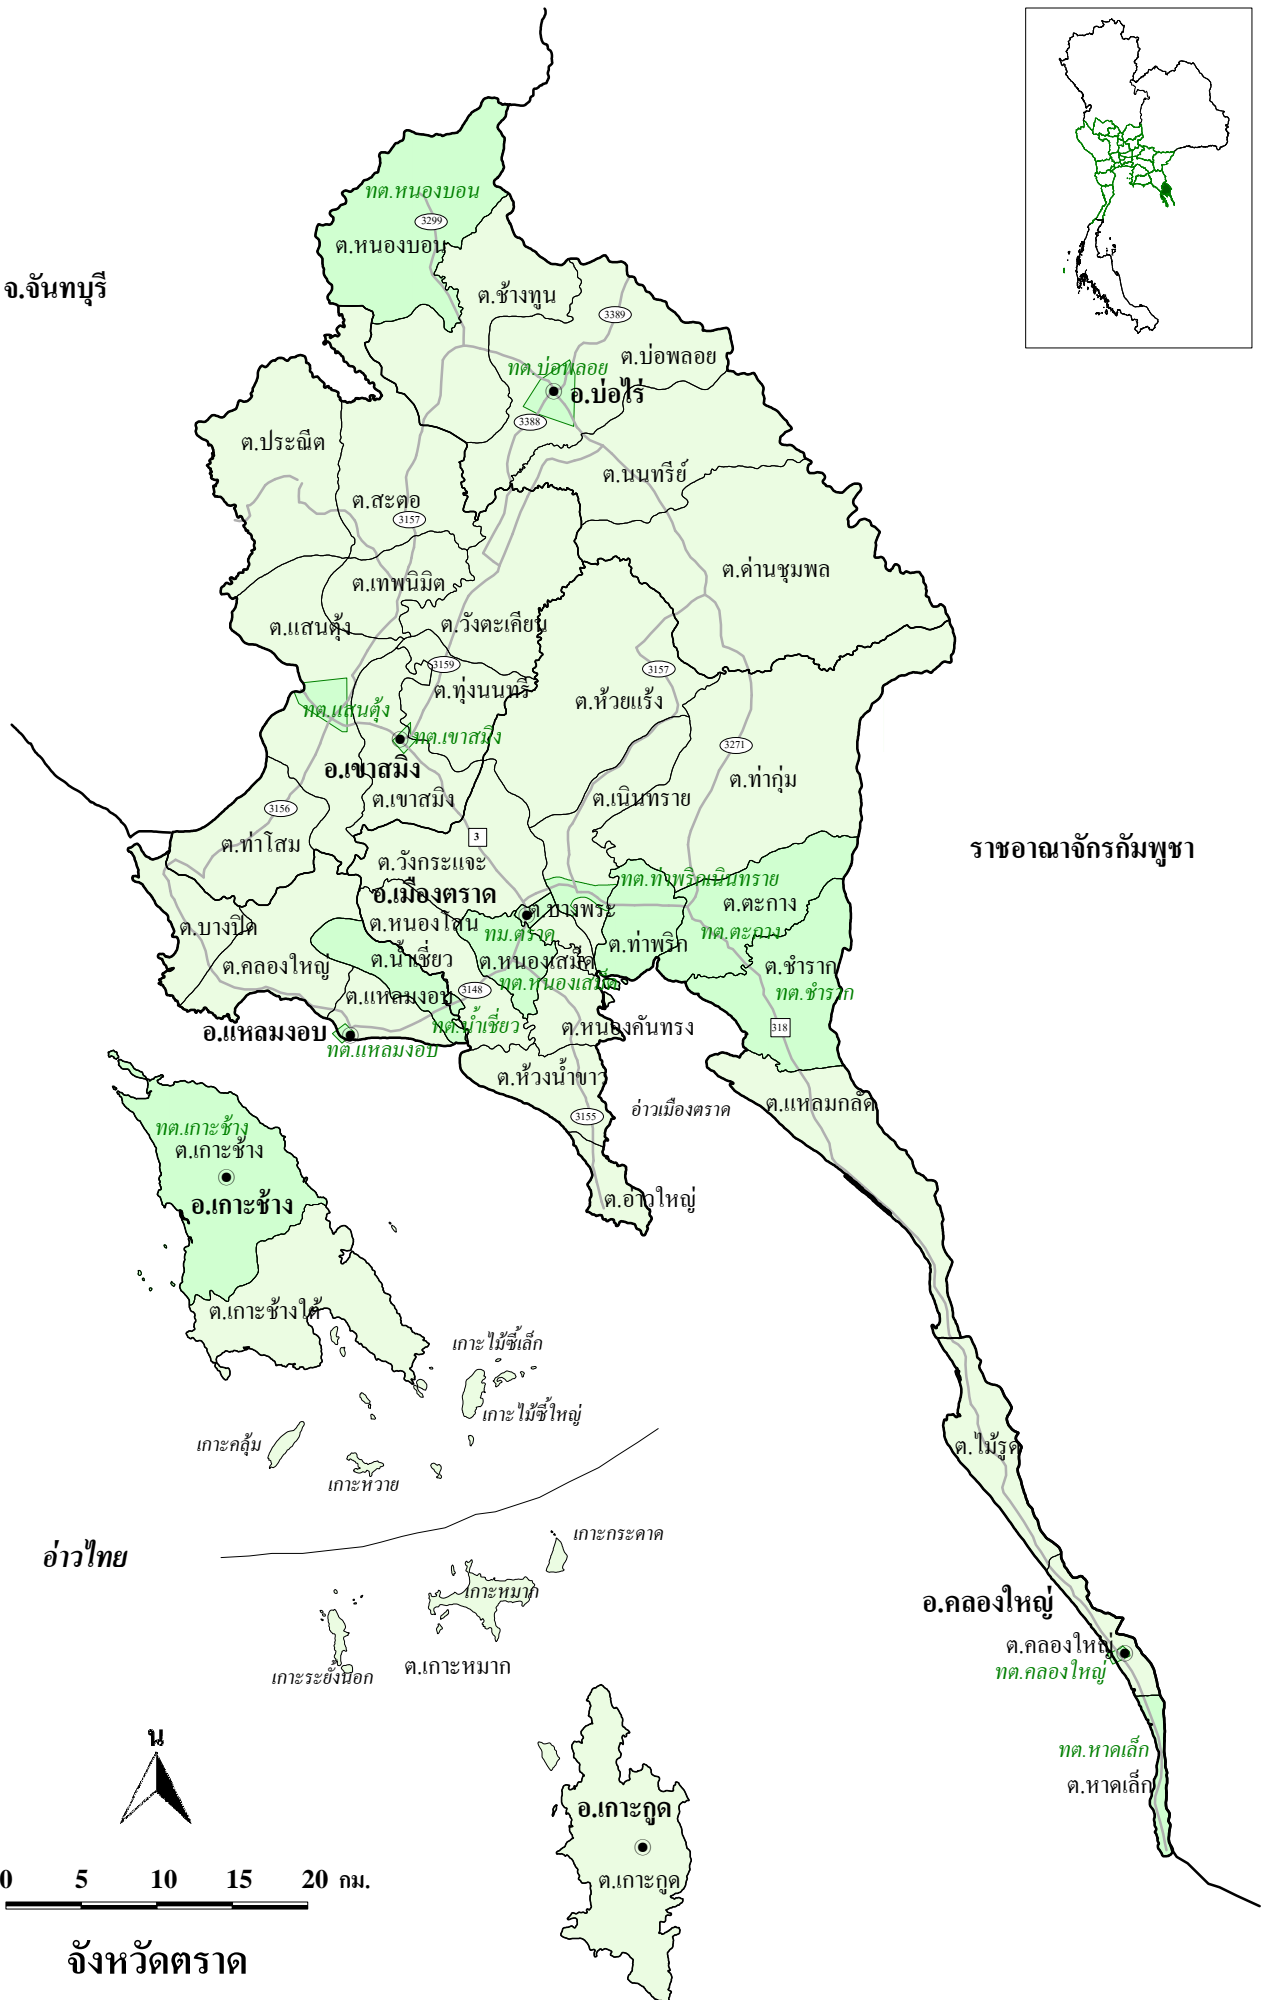 ทต.หนองบอน
3299
ต.หนองบอน
จ.จันทบุรี
ต.ช้างทูน
3389
ต.บ่อพลอย
ทต.บ่อพลอย
อ.บ่อไร่
3388
ต.ประณีต
ต.นนทรีย์
ต.สะตอ
3157
ต.ด่านชุมพล
ต.เทพนิมิต
ต.แสนตุ้ง
ต.วังตะเคียน
3159
3157
ต.ทุ่งนนทรี
ต.ห้วยแร้ง
ทต.แสนตุ้ง
ทต.เขาสมิง
3271
อ.เขาสมิง
ต.ท่ากุ่ม
ต.เขาสมิง
ต.เนินทราย
3156
3
ต.ท่าโสม
ราชอาณาจักรกัมพูชา
ต.วังกระแจะ
ทต.ท่าพริกเนินทราย
อ.เมืองตราด
ต.ตะกาง
ต.บางพระ
ต.หนองโสน
ต.บางปิด
ทม.ตราด
ทต.ตะกาง
ต.ท่าพริก
ต.น้ำเชี่ยว
ต.หนองเสม็ด
ต.คลองใหญ่
ต.ชำราก
ทต.หนองเสม็ด
3148
ทต.ชำราก
ต.แหลมงอบ
ทต.น้ำเชี่ยว
ต.หนองคันทรง
318
อ.แหลมงอบ
ทต.แหลมงอบ
ต.ห้วงน้ำขาว
ต.แหลมกลัด
อ่าวเมืองตราด
3155
ทต.เกาะช้าง
ต.เกาะช้าง
อ.เกาะช้าง
ต.อ่าวใหญ่
ต.เกาะช้างใต้
เกาะไม้ซี้เล็ก
เกาะไม้ซี้ใหญ่
เกาะคลุ้ม
ต.ไม้รูด
เกาะหวาย
เกาะกระดาด
อ่าวไทย
เกาะหมาก
อ.คลองใหญ่
ต.คลองใหญ่
ต.เกาะหมาก
ทต.คลองใหญ่
เกาะระยั้งนอก
น
ทต.หาดเล็ก
ต.หาดเล็ก
อ.เกาะกูด
ต.เกาะกูด
0 5 10 15 20 กม.
จังหวัดตราด